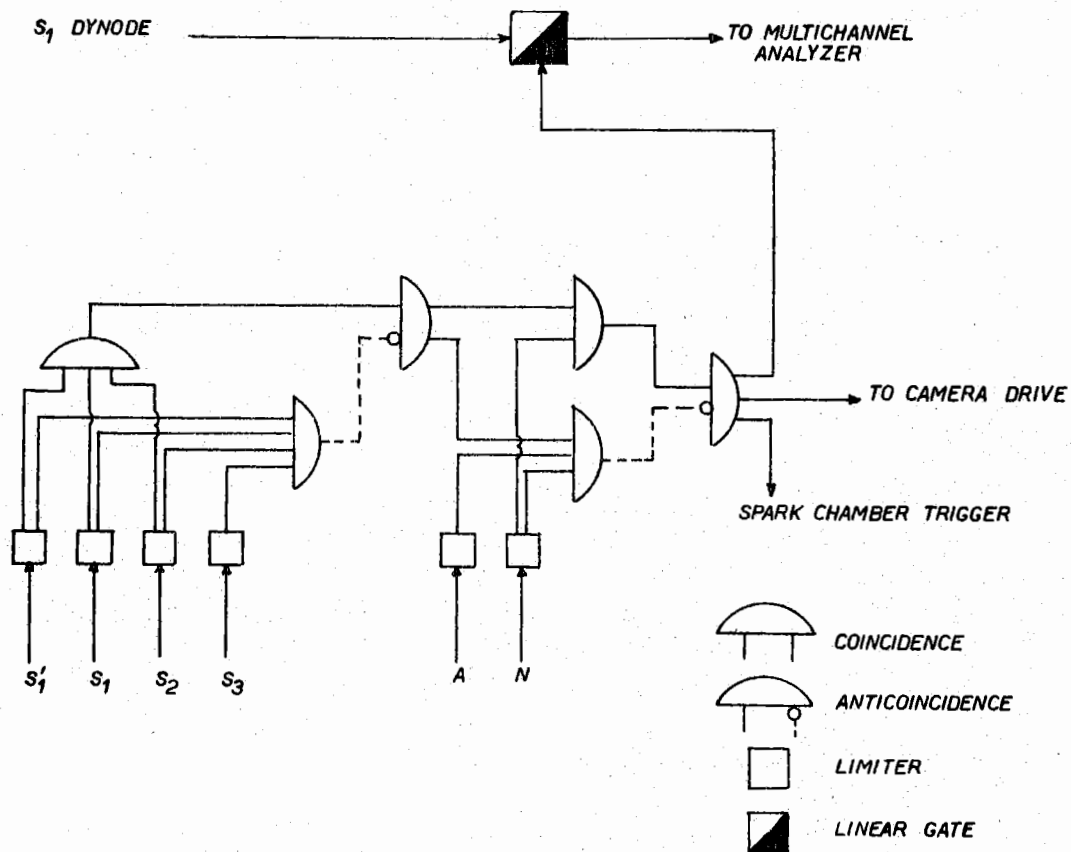 S₁ DYNODE
TO MULTICHANNEL
ANALYZER
TO CAMERA DRIVE
SPARK CHAMBER TRIGGER
S₁′ S₁ S₂ S₃ A N
COINCIDENCE
ANTICOINCIDENCE
LIMITER
LINEAR GATE